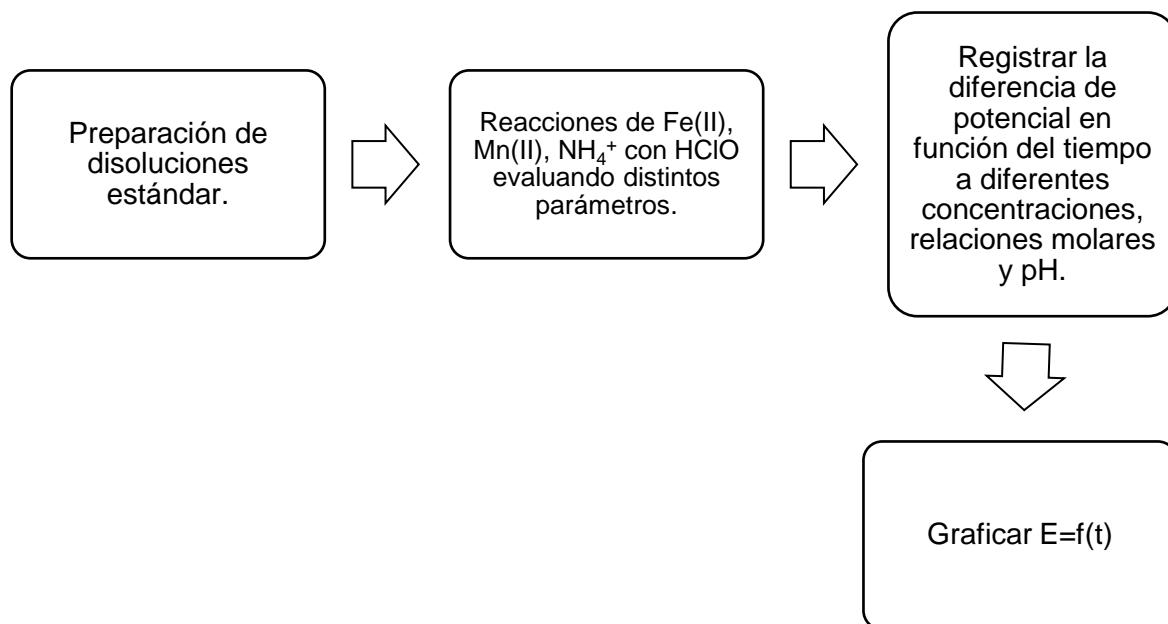 Preparación de
disoluciones
estándar.
Reacciones de Fe(II),
Mn(II), NH₄⁺ con HClO
evaluando distintos
parámetros.
Registrar la
diferencia de
potencial en
función del tiempo
a diferentes
concentraciones,
relaciones molares
y pH.
Graficar E=f(t)